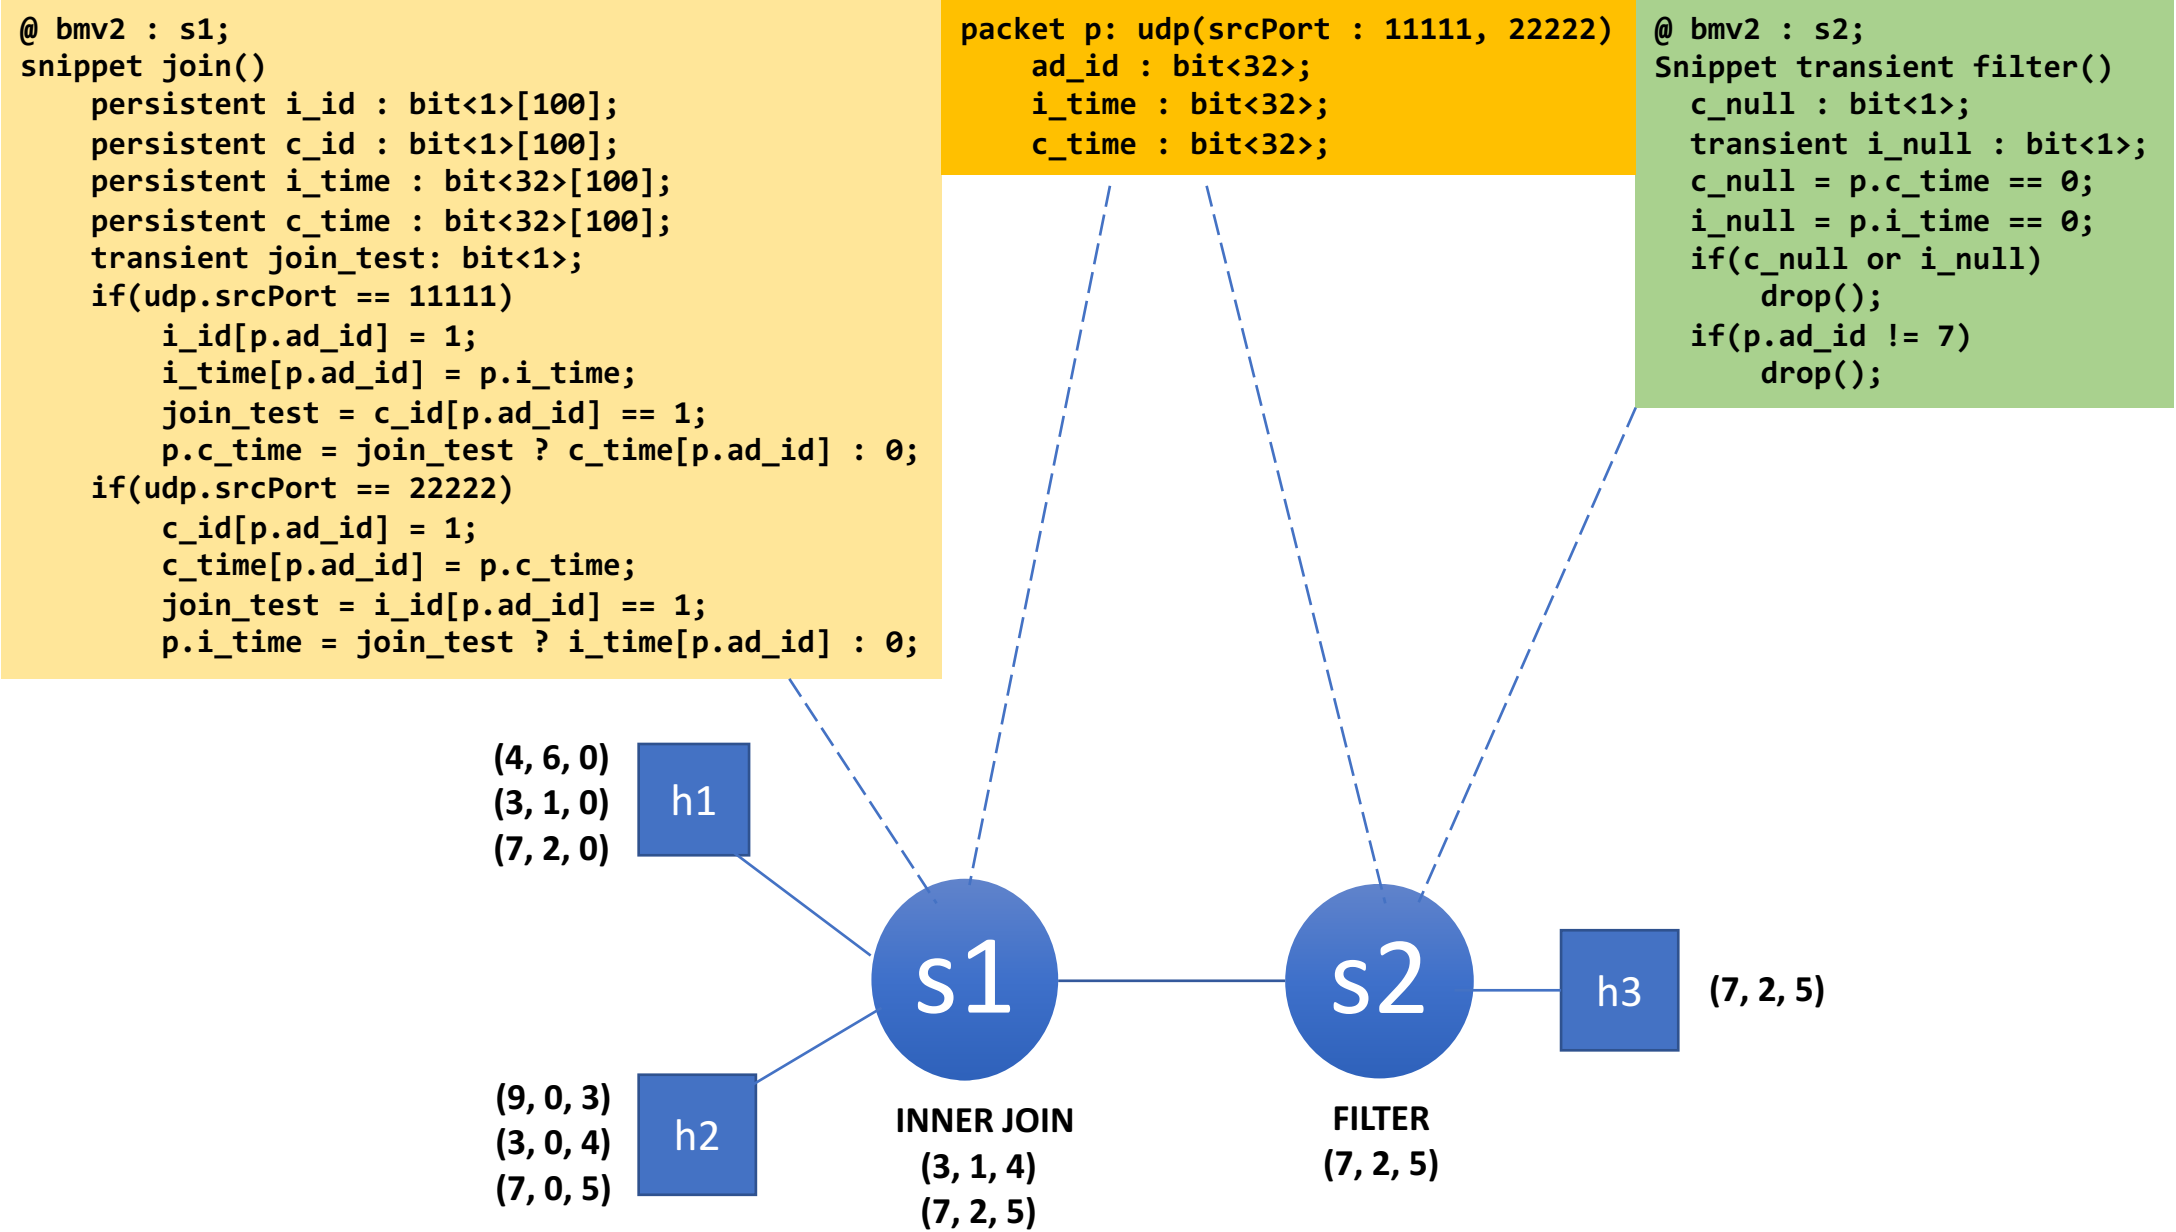 @ bmv2 : s1;
snippet join()
    persistent i_id : bit<1>[100];
    persistent c_id : bit<1>[100];
    persistent i_time : bit<32>[100];
    persistent c_time : bit<32>[100];
    transient join_test: bit<1>;
    if(udp.srcPort == 11111)
        i_id[p.ad_id] = 1;
        i_time[p.ad_id] = p.i_time;
        join_test = c_id[p.ad_id] == 1;
        p.c_time = join_test ? c_time[p.ad_id] : 0;
    if(udp.srcPort == 22222)
        c_id[p.ad_id] = 1;
        c_time[p.ad_id] = p.c_time;
        join_test = i_id[p.ad_id] == 1;
        p.i_time = join_test ? i_time[p.ad_id] : 0;
packet p: udp(srcPort : 11111, 22222)
    ad_id : bit<32>;
    i_time : bit<32>;
    c_time : bit<32>;
@ bmv2 : s2;
Snippet transient filter()
  c_null : bit<1>;
  transient i_null : bit<1>;
  c_null = p.c_time == 0;
  i_null = p.i_time == 0;
  if(c_null or i_null)
      drop();
  if(p.ad_id != 7)
      drop();
(4, 6, 0)
(3, 1, 0)
(7, 2, 0)
h1
(9, 0, 3)
(3, 0, 4)
(7, 0, 5)
h2
s1
INNER JOIN
(3, 1, 4)
(7, 2, 5)
s2
FILTER
(7, 2, 5)
h3
(7, 2, 5)